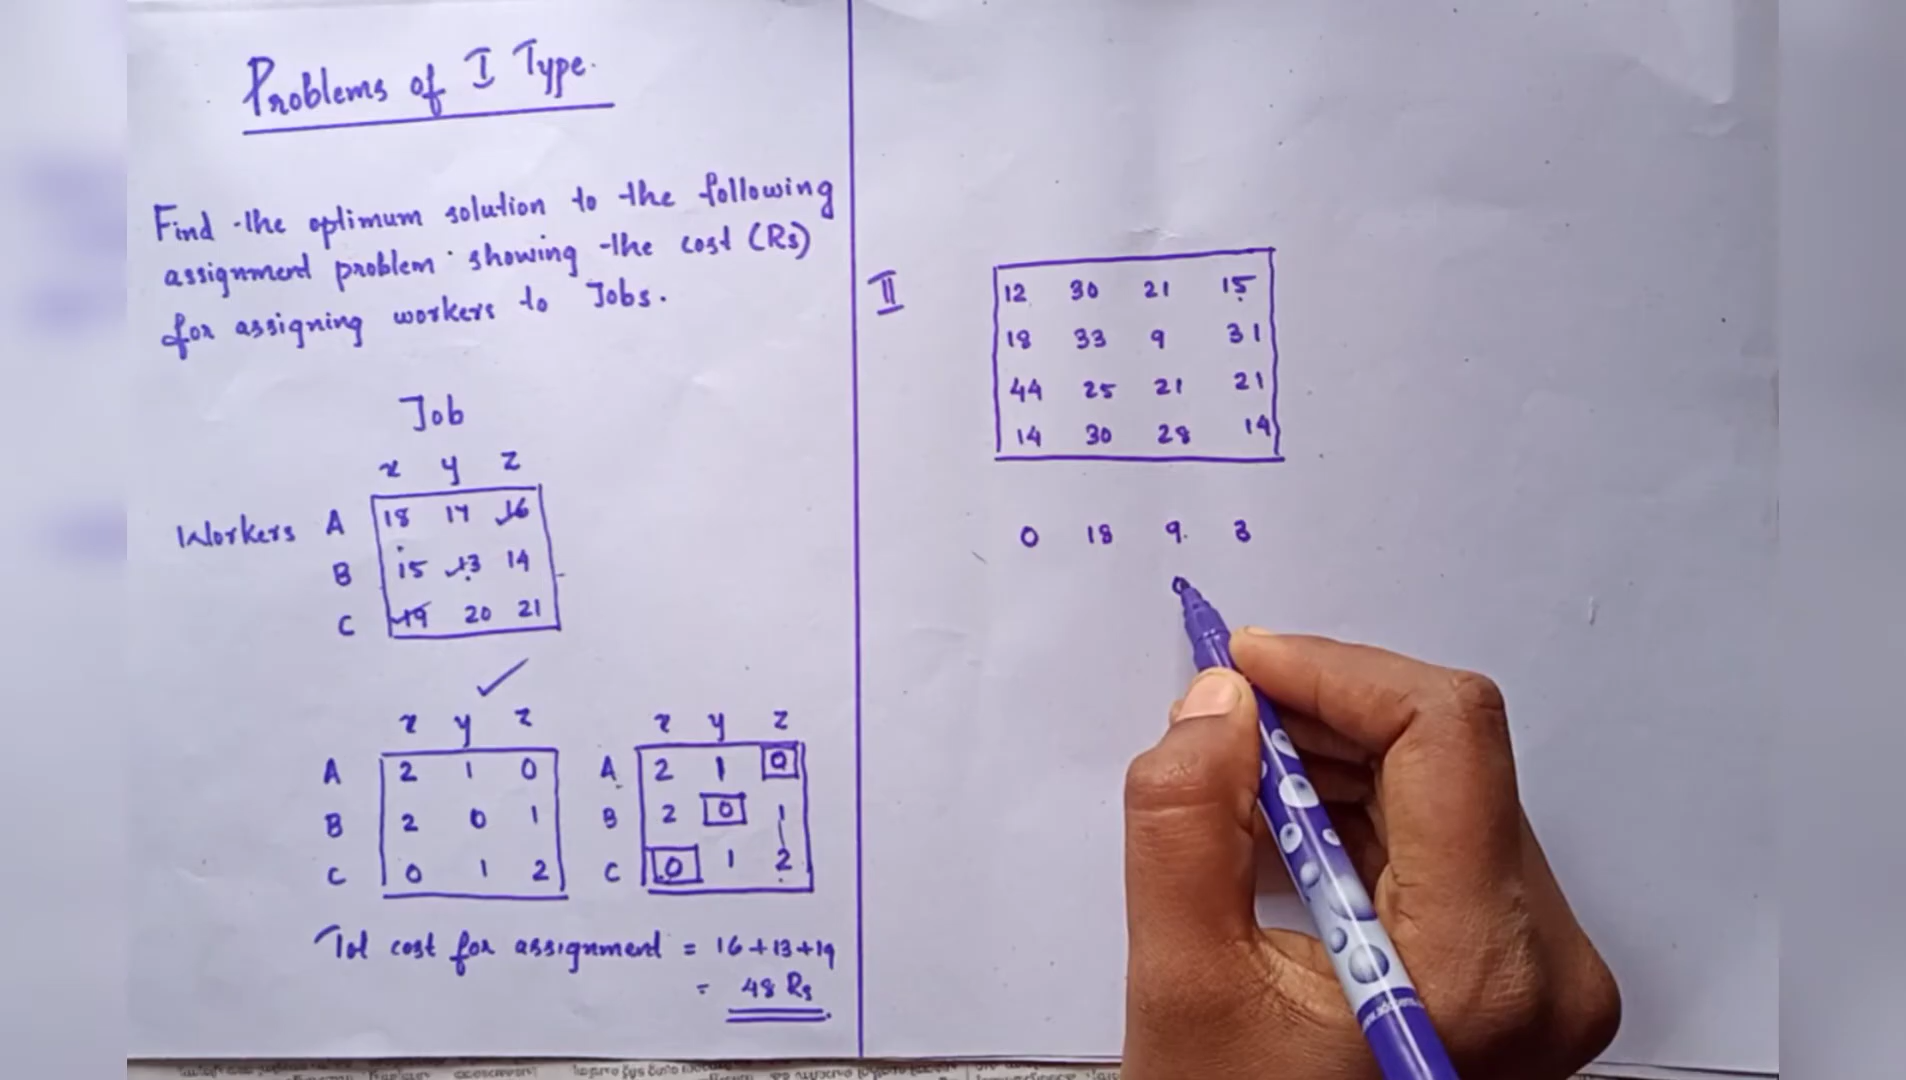 Problems of I Type.
Find the optimum solution to the following
assignment problem showing the cost (Rs)
for assigning workers to Jobs.
Job
x y z
Workers A 18 17 16
B 15 13 14
C 19 20 21
x y z
A 2 1 0
B 2 0 1
C 0 1 2
x y z
A 2 1 0
B 2 0 1
C 0 1 2
Tot cost for assignment = 16+13+19
= 48 Rs
II
12 30 21 15
18 33 9 31
44 25 21 21
14 30 28 14
0 18 9 3
0